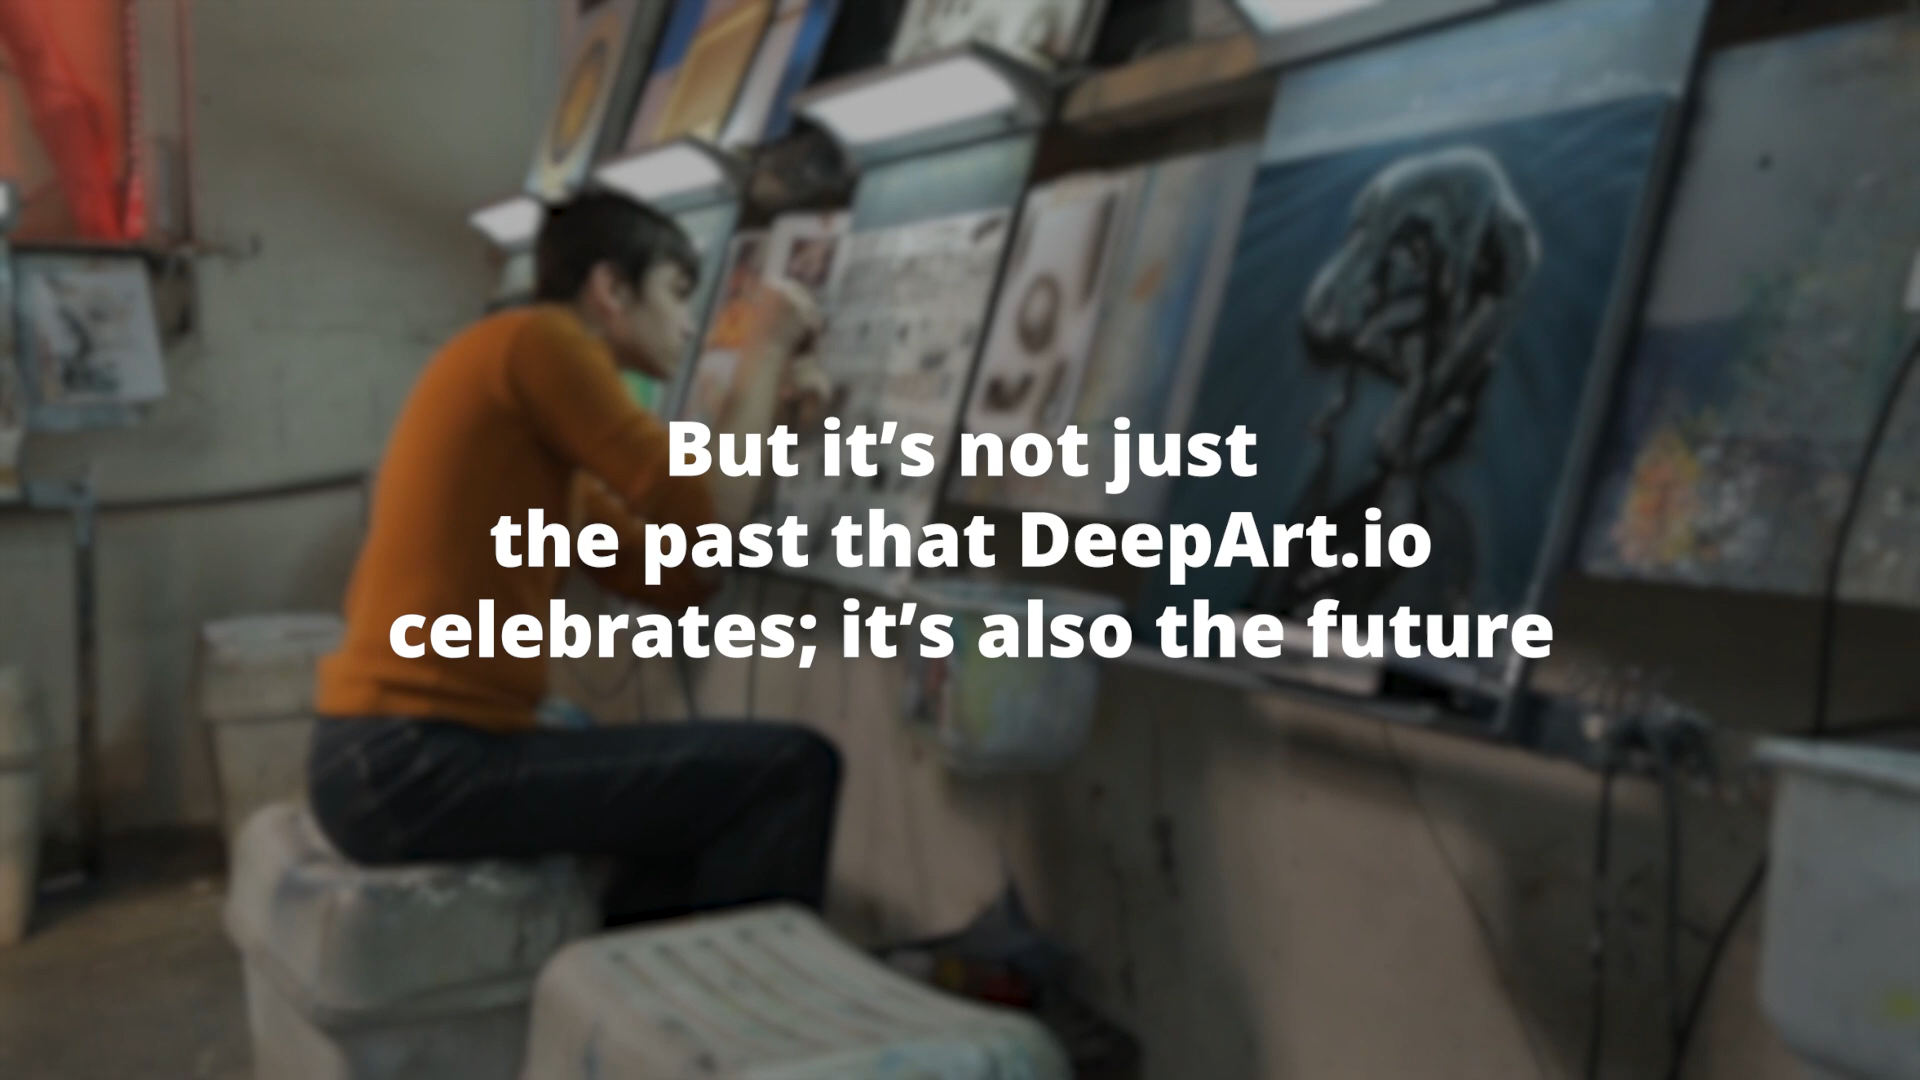 But it’s not just
the past that DeepArt.io
celebrates; it’s also the future